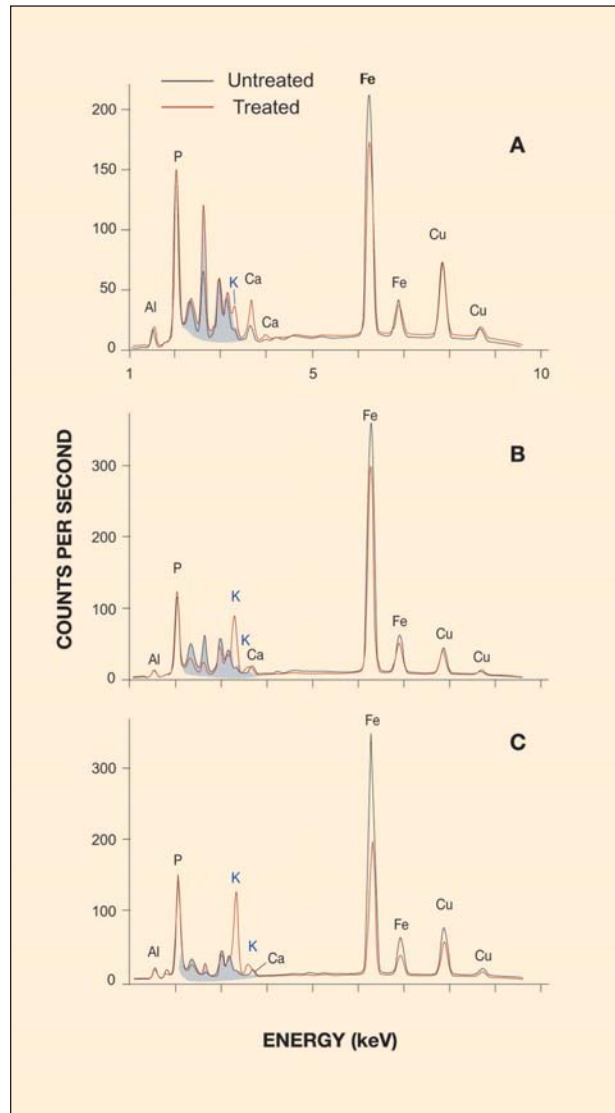 Untreated
Treated
Fe
A
200
P
150
100
Cu
K
Ca
50
Al
Ca
Fe
Cu
0
1
5
10
COUNTS PER SECOND
Fe
B
300
200
P
100
K
K
Fe
Cu
Al
Ca
Cu
0
Fe
C
300
200
P
K
100
Cu
Fe
K
Al
Ca
Cu
0
ENERGY (keV)